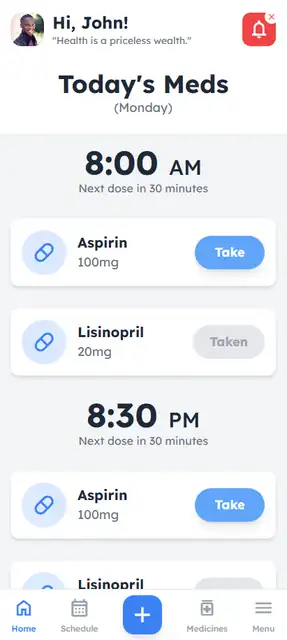 Hi, John!
"Health is a priceless wealth."
Today's Meds
(Monday)
8:00 AM
Next dose in 30 minutes
Aspirin
100mg
Take
Lisinopril
20mg
Taken
8:30 PM
Next dose in 30 minutes
Aspirin
100mg
Take
Lisinopril
Home
Schedule
Medicines
Menu